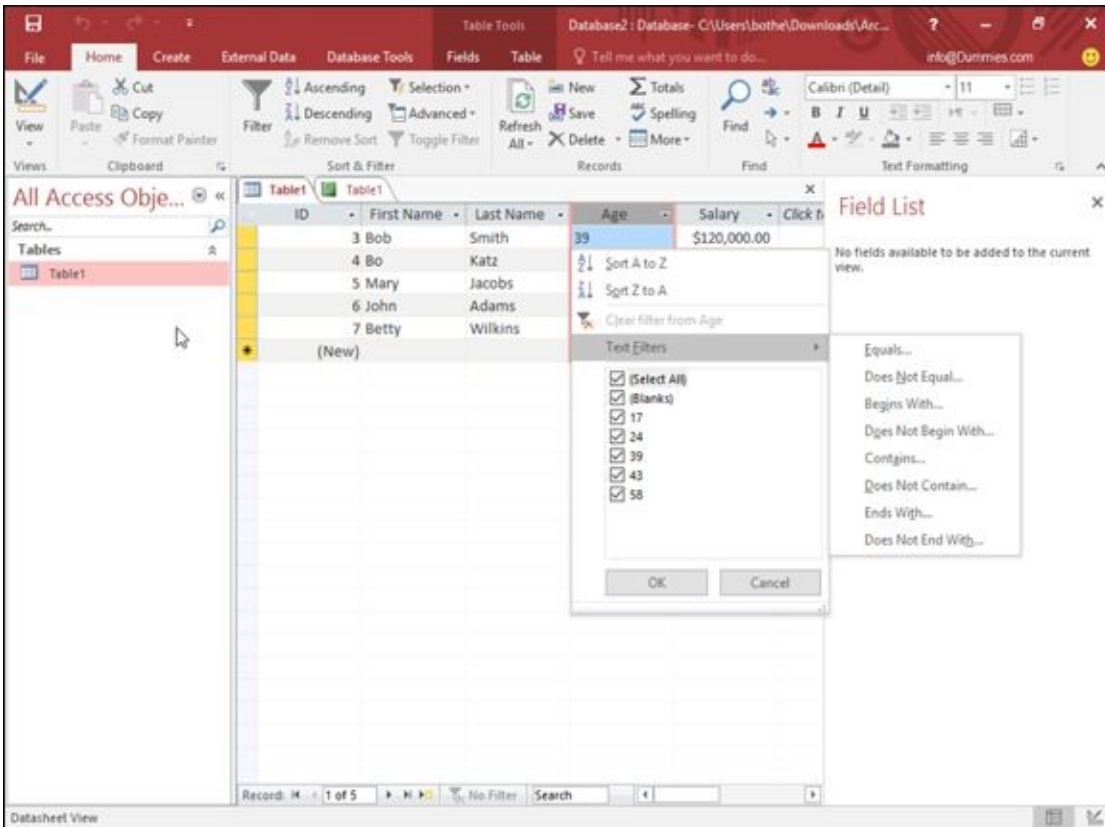 Table Tools
Database2 : Database- C:\Users\bothe\Downloads\Arc...
?
File Home Create External Data Database Tools Fields Table Tell me what you want to do... info@Dummies.com
View
Views
Paste
Cut
Copy
Format Painter
Clipboard
Filter
Ascending
Descending
Remove Sort
Selection
Advanced
Toggle Filter
Sort & Filter
Refresh
All
New
Save
Delete
Totals
Spelling
More
Records
Find
Find
Calibri (Detail) 11
B I U
A
Text Formatting
All Access Obje...
Search...
Tables
Table1
Table1 Table1
ID First Name Last Name Age Salary Click
3 Bob Smith 39 $120,000.00
4 Bo Katz
5 Mary Jacobs
6 John Adams
7 Betty Wilkins
(New)
Sort A to Z
Sort Z to A
Clear filter from Age
Text Filters
(Select All)
(Blanks)
17
24
39
43
58
OK Cancel
Equals...
Does Not Equal...
Begins With...
Does Not Begin With...
Contains...
Does Not Contain...
Ends With...
Does Not End With...
Field List
No fields available to be added to the current
view.
Record: 1 of 5 No Filter Search
Datasheet View